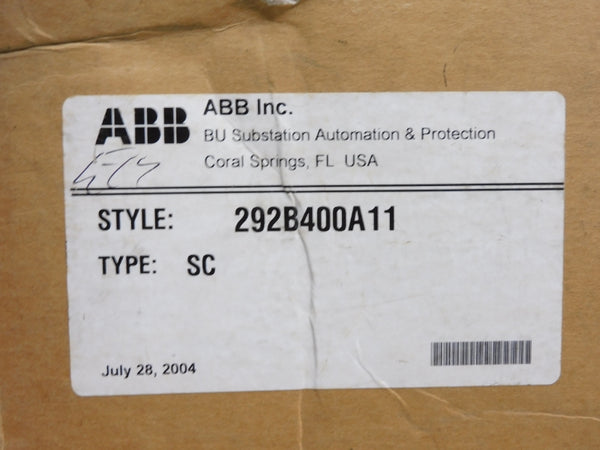 ABB
ABB Inc.
BU Substation Automation & Protection
Coral Springs, FL USA
STYLE: 292B400A11
TYPE: SC
July 28, 2004